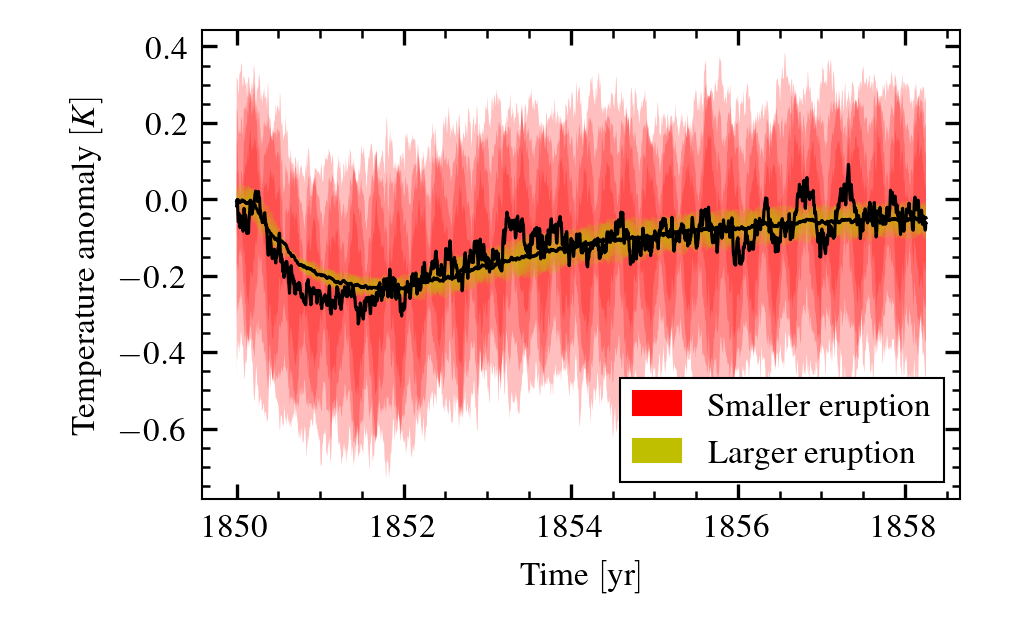 0.4
0.2
0.0
−0.2
−0.4
−0.6
Temperature anomaly [K]
1850 1852 1854 1856 1858
Time [yr]
Smaller eruption
Larger eruption